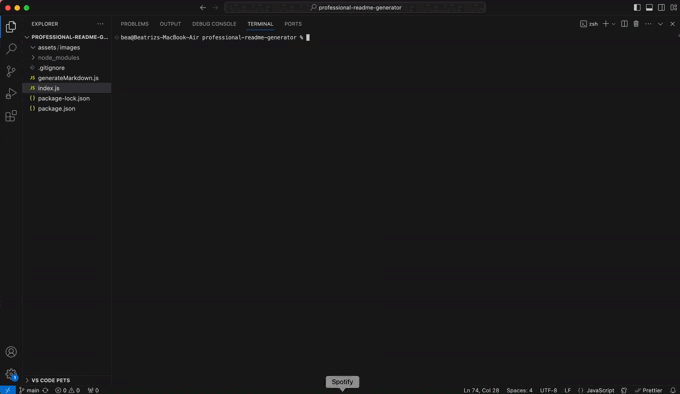 professional-readme-generator
EXPLORER
PROBLEMS OUTPUT DEBUG CONSOLE TERMINAL PORTS
zsh
PROFESSIONAL-README-G...
assets/images
node_modules
.gitignore
JS generateMarkdown.js
JS index.js
{} package-lock.json
{} package.json
bea@Beatrizs-MacBook-Air professional-readme-generator %
VS CODE PETS
Spotify
1
main 0 0 0
Ln 74, Col 28 Spaces: 4 UTF-8 LF {} JavaScript Prettier